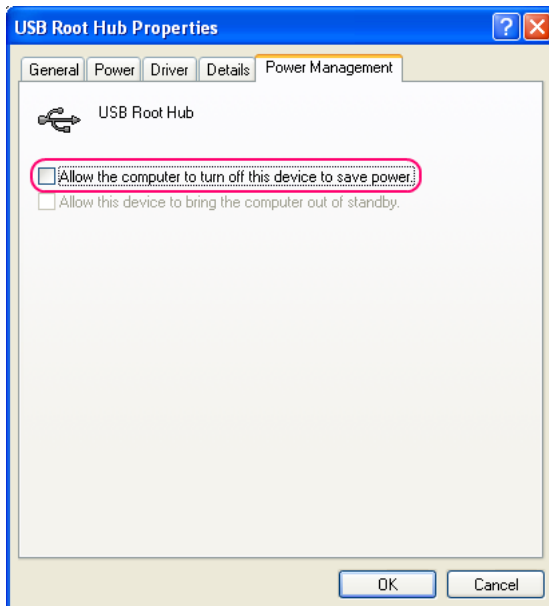 USB Root Hub Properties
General Power Driver Details Power Management
USB Root Hub
Allow the computer to turn off this device to save power.
Allow this device to bring the computer out of standby.
OK Cancel